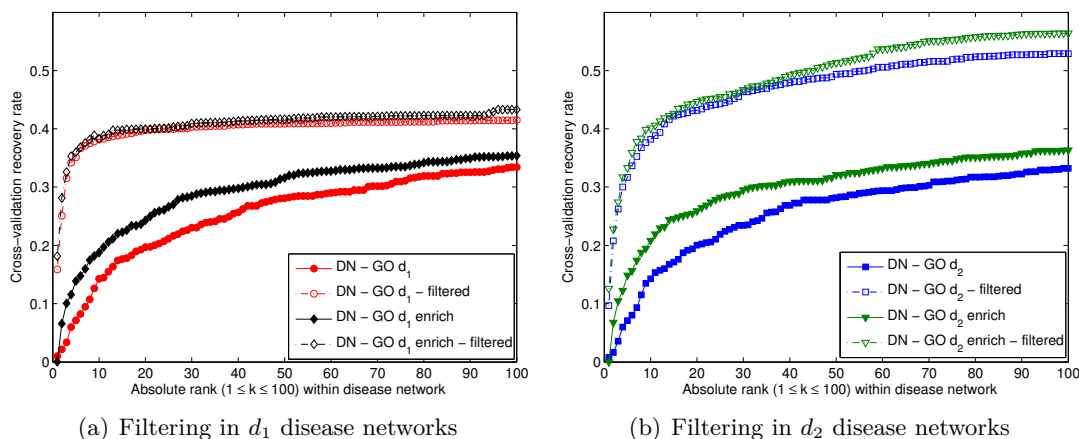 0.5
0.4
0.3
0.2
0.1
0
Cross−validation recovery rate
0 10 20 30 40 50 60 70 80 90 100
Absolute rank (1 ≤ k ≤ 100) within disease network
DN − GO d1
DN − GO d1 − filtered
DN − GO d1 enrich
DN − GO d1 enrich − filtered
(a) Filtering in d1 disease networks
0.5
0.4
0.3
0.2
0.1
0
Cross−validation recovery rate
0 10 20 30 40 50 60 70 80 90 100
Absolute rank (1 ≤ k ≤ 100) within disease network
DN − GO d2
DN − GO d2 − filtered
DN − GO d2 enrich
DN − GO d2 enrich − filtered
(b) Filtering in d2 disease networks